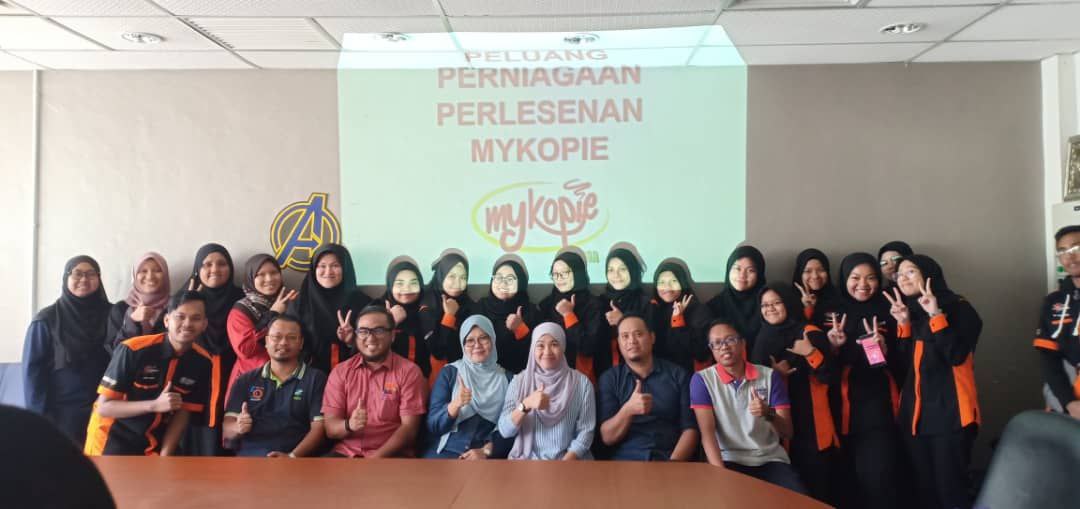 PELUANG
PERNIAGAAN
PERLESENAN
MYKOPIE
mykopie